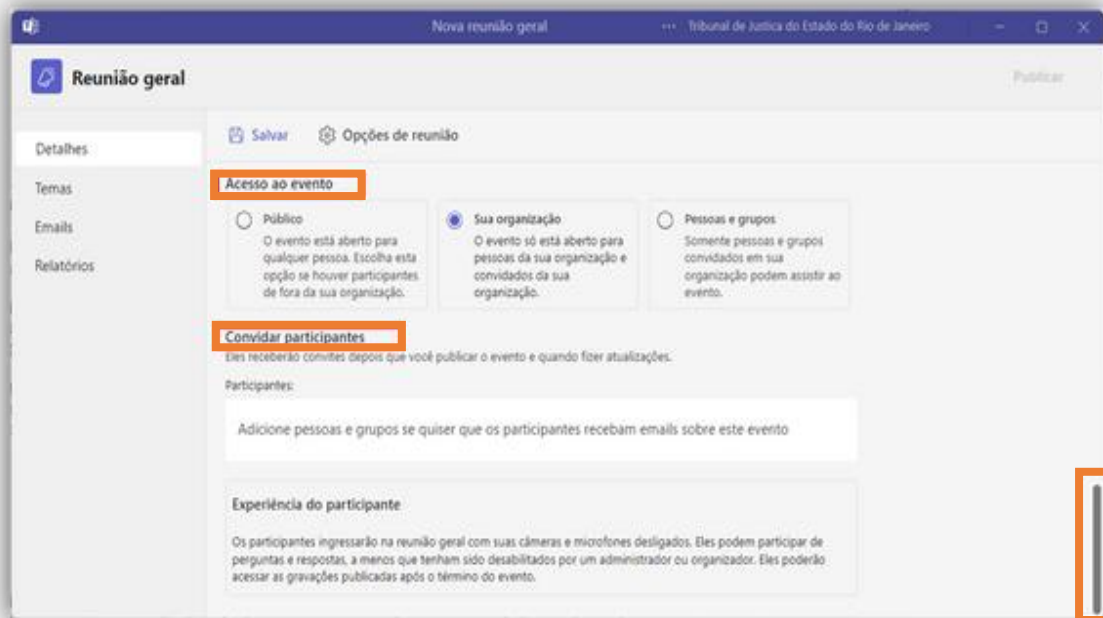 Nova reunião geral
... Tribunal de Justiça do Estado do Rio de Janeiro
Reunião geral
Publicar
Detalhes
Temas
Emails
Relatórios
Salvar
Opções de reunião
Acesso ao evento
Público
O evento está aberto para
qualquer pessoa. Escolha esta
opção se houver participantes
de fora da sua organização.
Sua organização
O evento só está aberto para
pessoas da sua organização e
convidados da sua
organização.
Pessoas e grupos
Somente pessoas e grupos
convidados em sua
organização podem assistir ao
evento.
Convidar participantes
Eles receberão convites depois que você publicar o evento e quando fizer atualizações.
Participantes:
Adicione pessoas e grupos se quiser que os participantes recebam emails sobre este evento
Experiência do participante
Os participantes ingressarão na reunião geral com suas câmeras e microfones desligados. Eles podem participar de
perguntas e respostas, a menos que tenham sido desabilitados por um administrador ou organizador. Eles poderão
acessar as gravações publicadas após o término do evento.